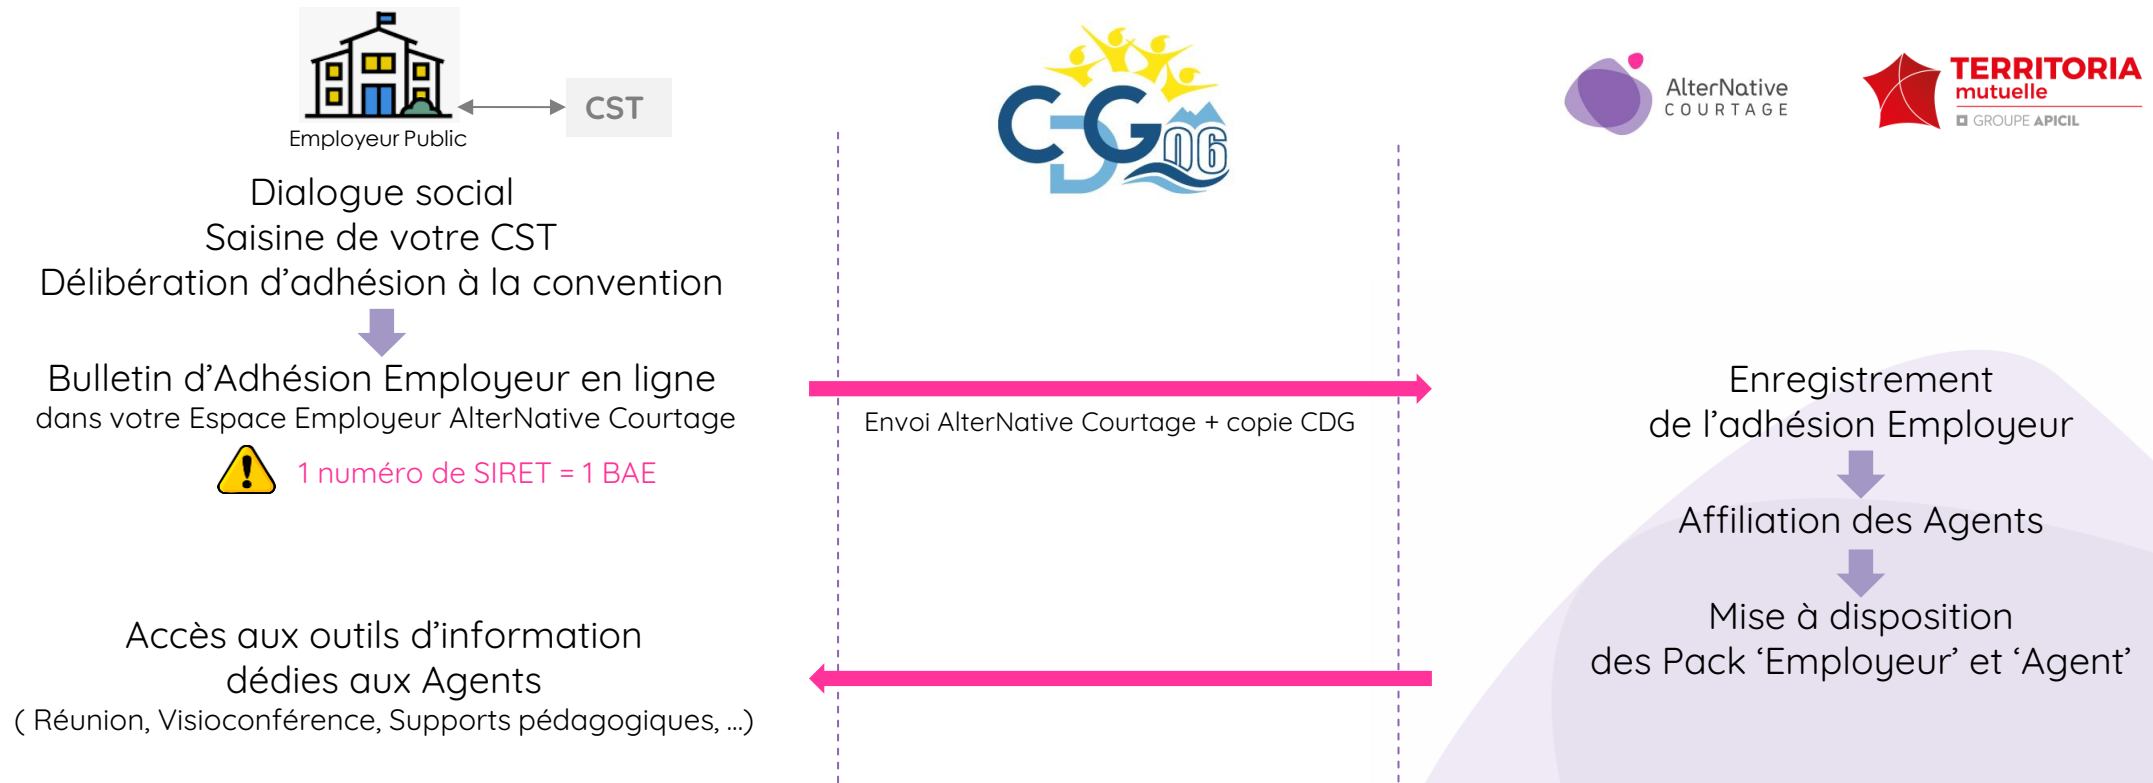 CST
Employeur Public
Dialogue social
Saisine de votre CST
Délibération d'adhésion à la convention
Bulletin d'Adhésion Employeur en ligne
dans votre Espace Employeur AlterNative Courtage
1 numéro de SIRET = 1 BAE
Accès aux outils d'information
dédies aux Agents
( Réunion, Visioconférence, Supports pédagogiques, ...)
CDG06
Envoi AlterNative Courtage + copie CDG
AlterNative
COURTAGE
TERRITORIA
mutuelle
GROUPE APICIL
Enregistrement
de l'adhésion Employeur
Affiliation des Agents
Mise à disposition
des Pack ‘Employeur’ et ‘Agent’